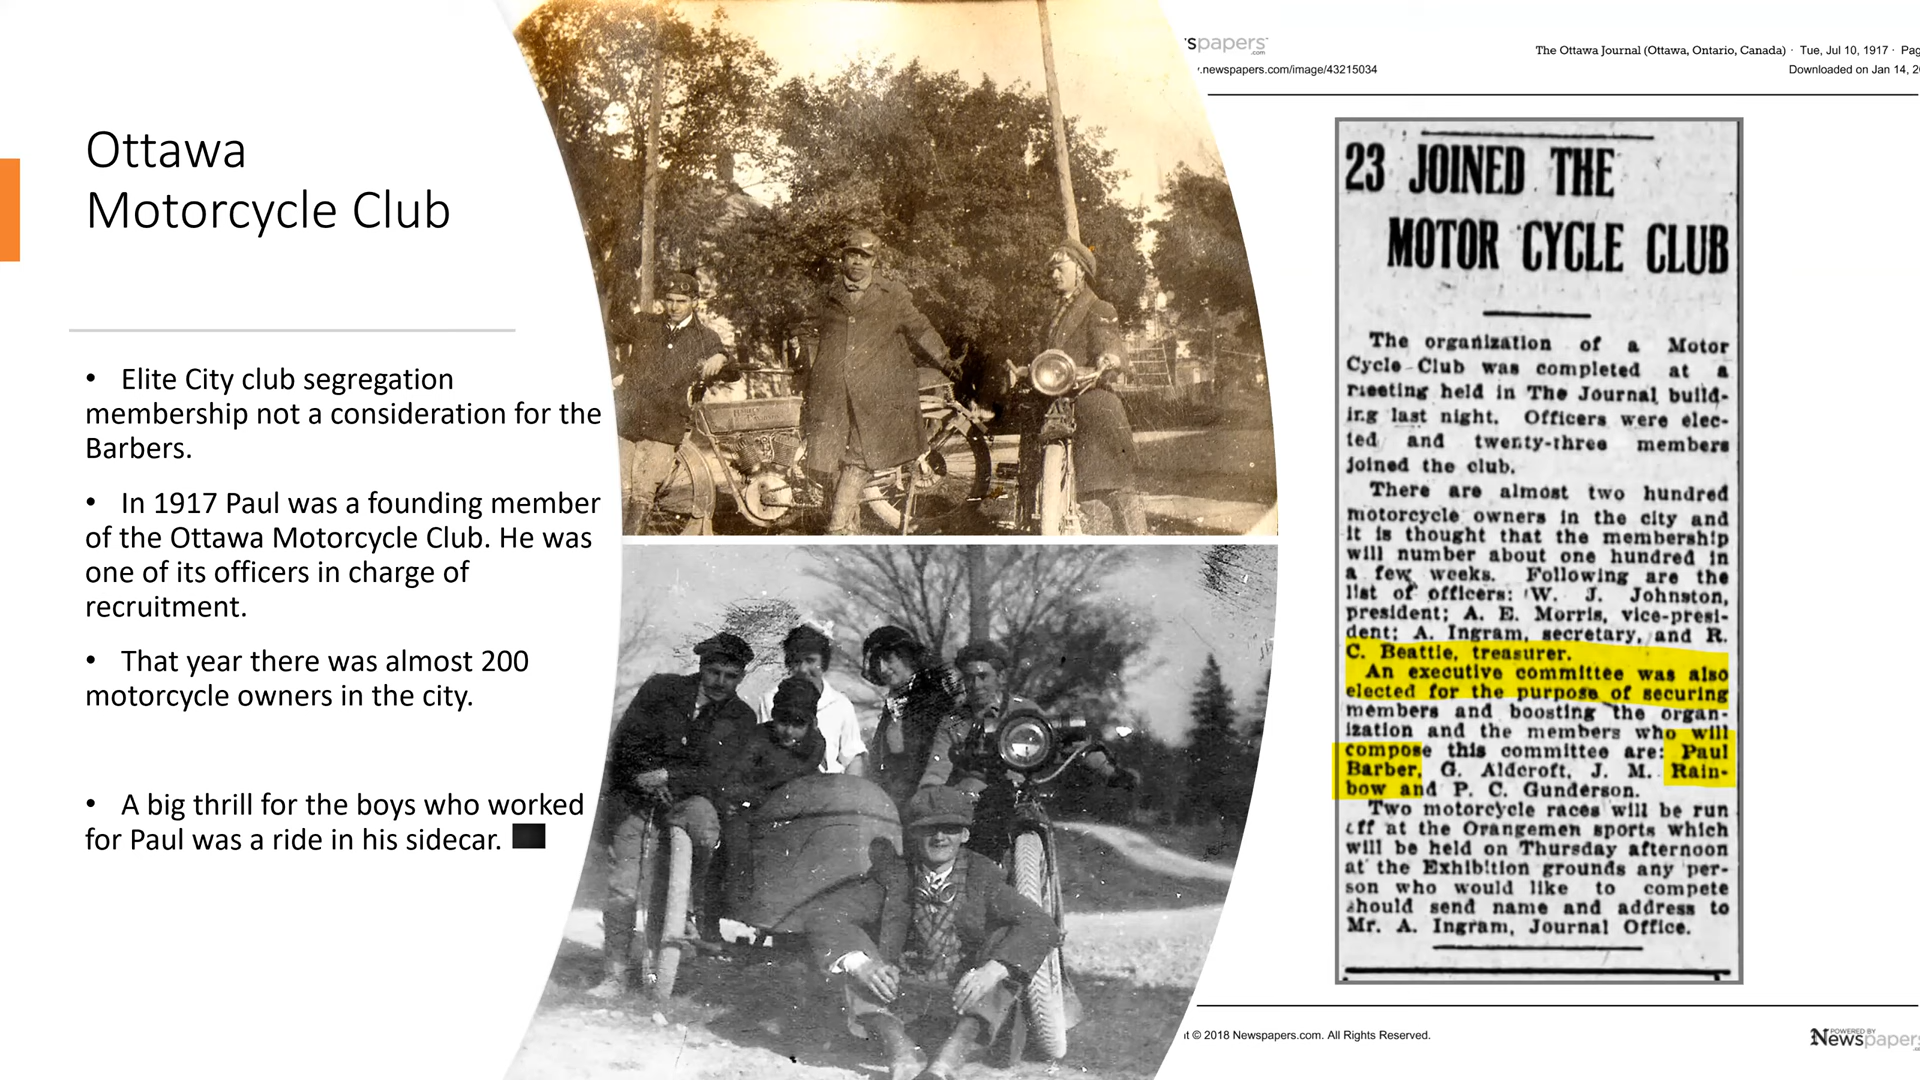 Ottawa
Motorcycle Club
• Elite City club segregation
membership not a consideration for the
Barbers.
• In 1917 Paul was a founding member
of the Ottawa Motorcycle Club. He was
one of its officers in charge of
recruitment.
• That year there was almost 200
motorcycle owners in the city.
• A big thrill for the boys who worked
for Paul was a ride in his sidecar.
spapers
.com
.newspapers.com/image/43215034
The Ottawa Journal (Ottawa, Ontario, Canada) · Tue, Jul 10, 1917 · Pag
Downloaded on Jan 14, 2
23 JOINED THE
MOTOR CYCLE CLUB
The organization of a Motor
Cycle Club was completed at a
meeting held in The Journal build-
ing last night. Officers were elec-
ted and twenty-three members
joined the club.
There are almost two hundred
motorcycle owners in the city and
it is thought that the membership
will number about one hundred in
a few weeks. Following are the
list of officers: W. J. Johnston,
president; A. E. Morris, vice-presi-
dent; A. Ingram, secretary, and R.
C. Beattie, treasurer.
An executive committee was also
elected for the purpose of securing
members and boosting the organ-
ization and the members who will
compose this committee are: Paul
Barber, G. Aldcroft, J. M. Rain-
bow and P. C. Gunderson.
Two motorcycle races will be run
off at the Orangemen sports which
will be held on Thursday afternoon
at the Exhibition grounds any per-
son who would like to compete
should send name and address to
Mr. A. Ingram, Journal Office.
t © 2018 Newspapers.com. All Rights Reserved.
POWERED BY
Newspapers